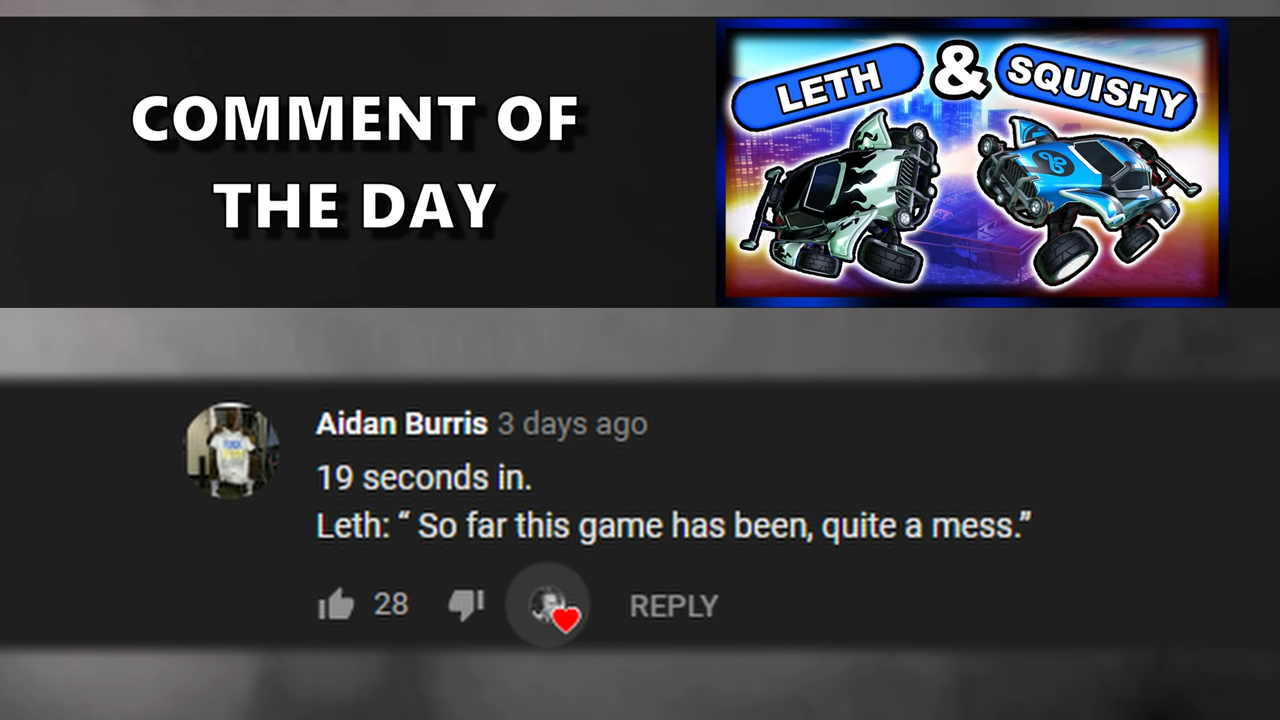 COMMENT OF
THE DAY
LETH & SQUISHY
Aidan Burris 3 days ago
19 seconds in.
Leth: “ So far this game has been, quite a mess.”
28 REPLY